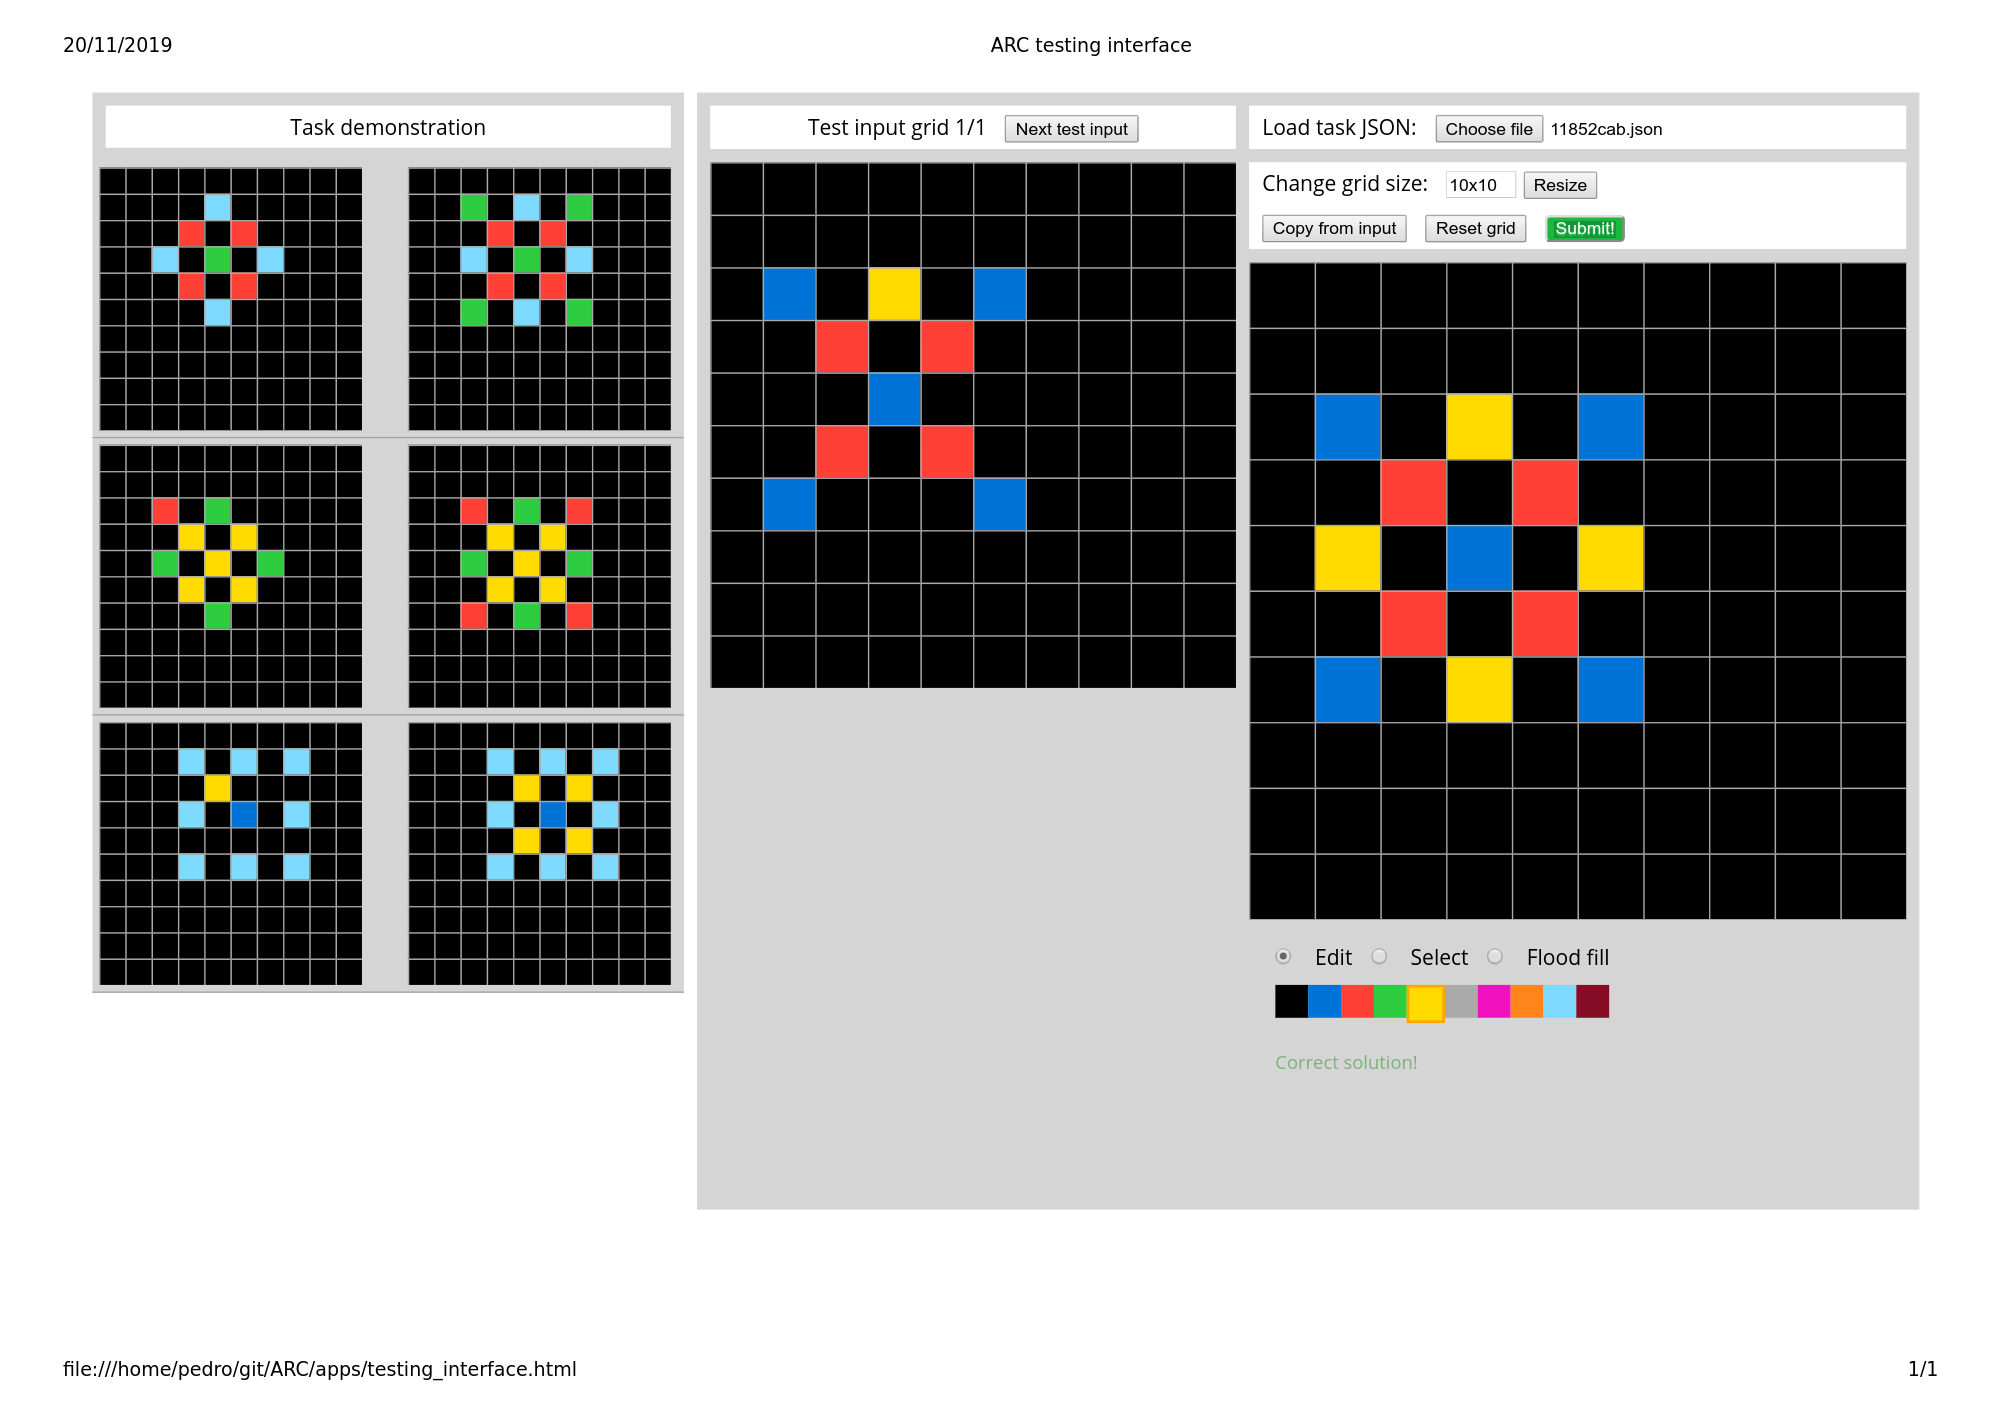 20/11/2019
ARC testing interface
Task demonstration
Test input grid 1/1 Next test input
Load task JSON: Choose file 11852cab.json
Change grid size: 10x10 Resize
Copy from input Reset grid Submit!
Edit Select Flood fill
Correct solution!
file:///home/pedro/git/ARC/apps/testing_interface.html
1/1